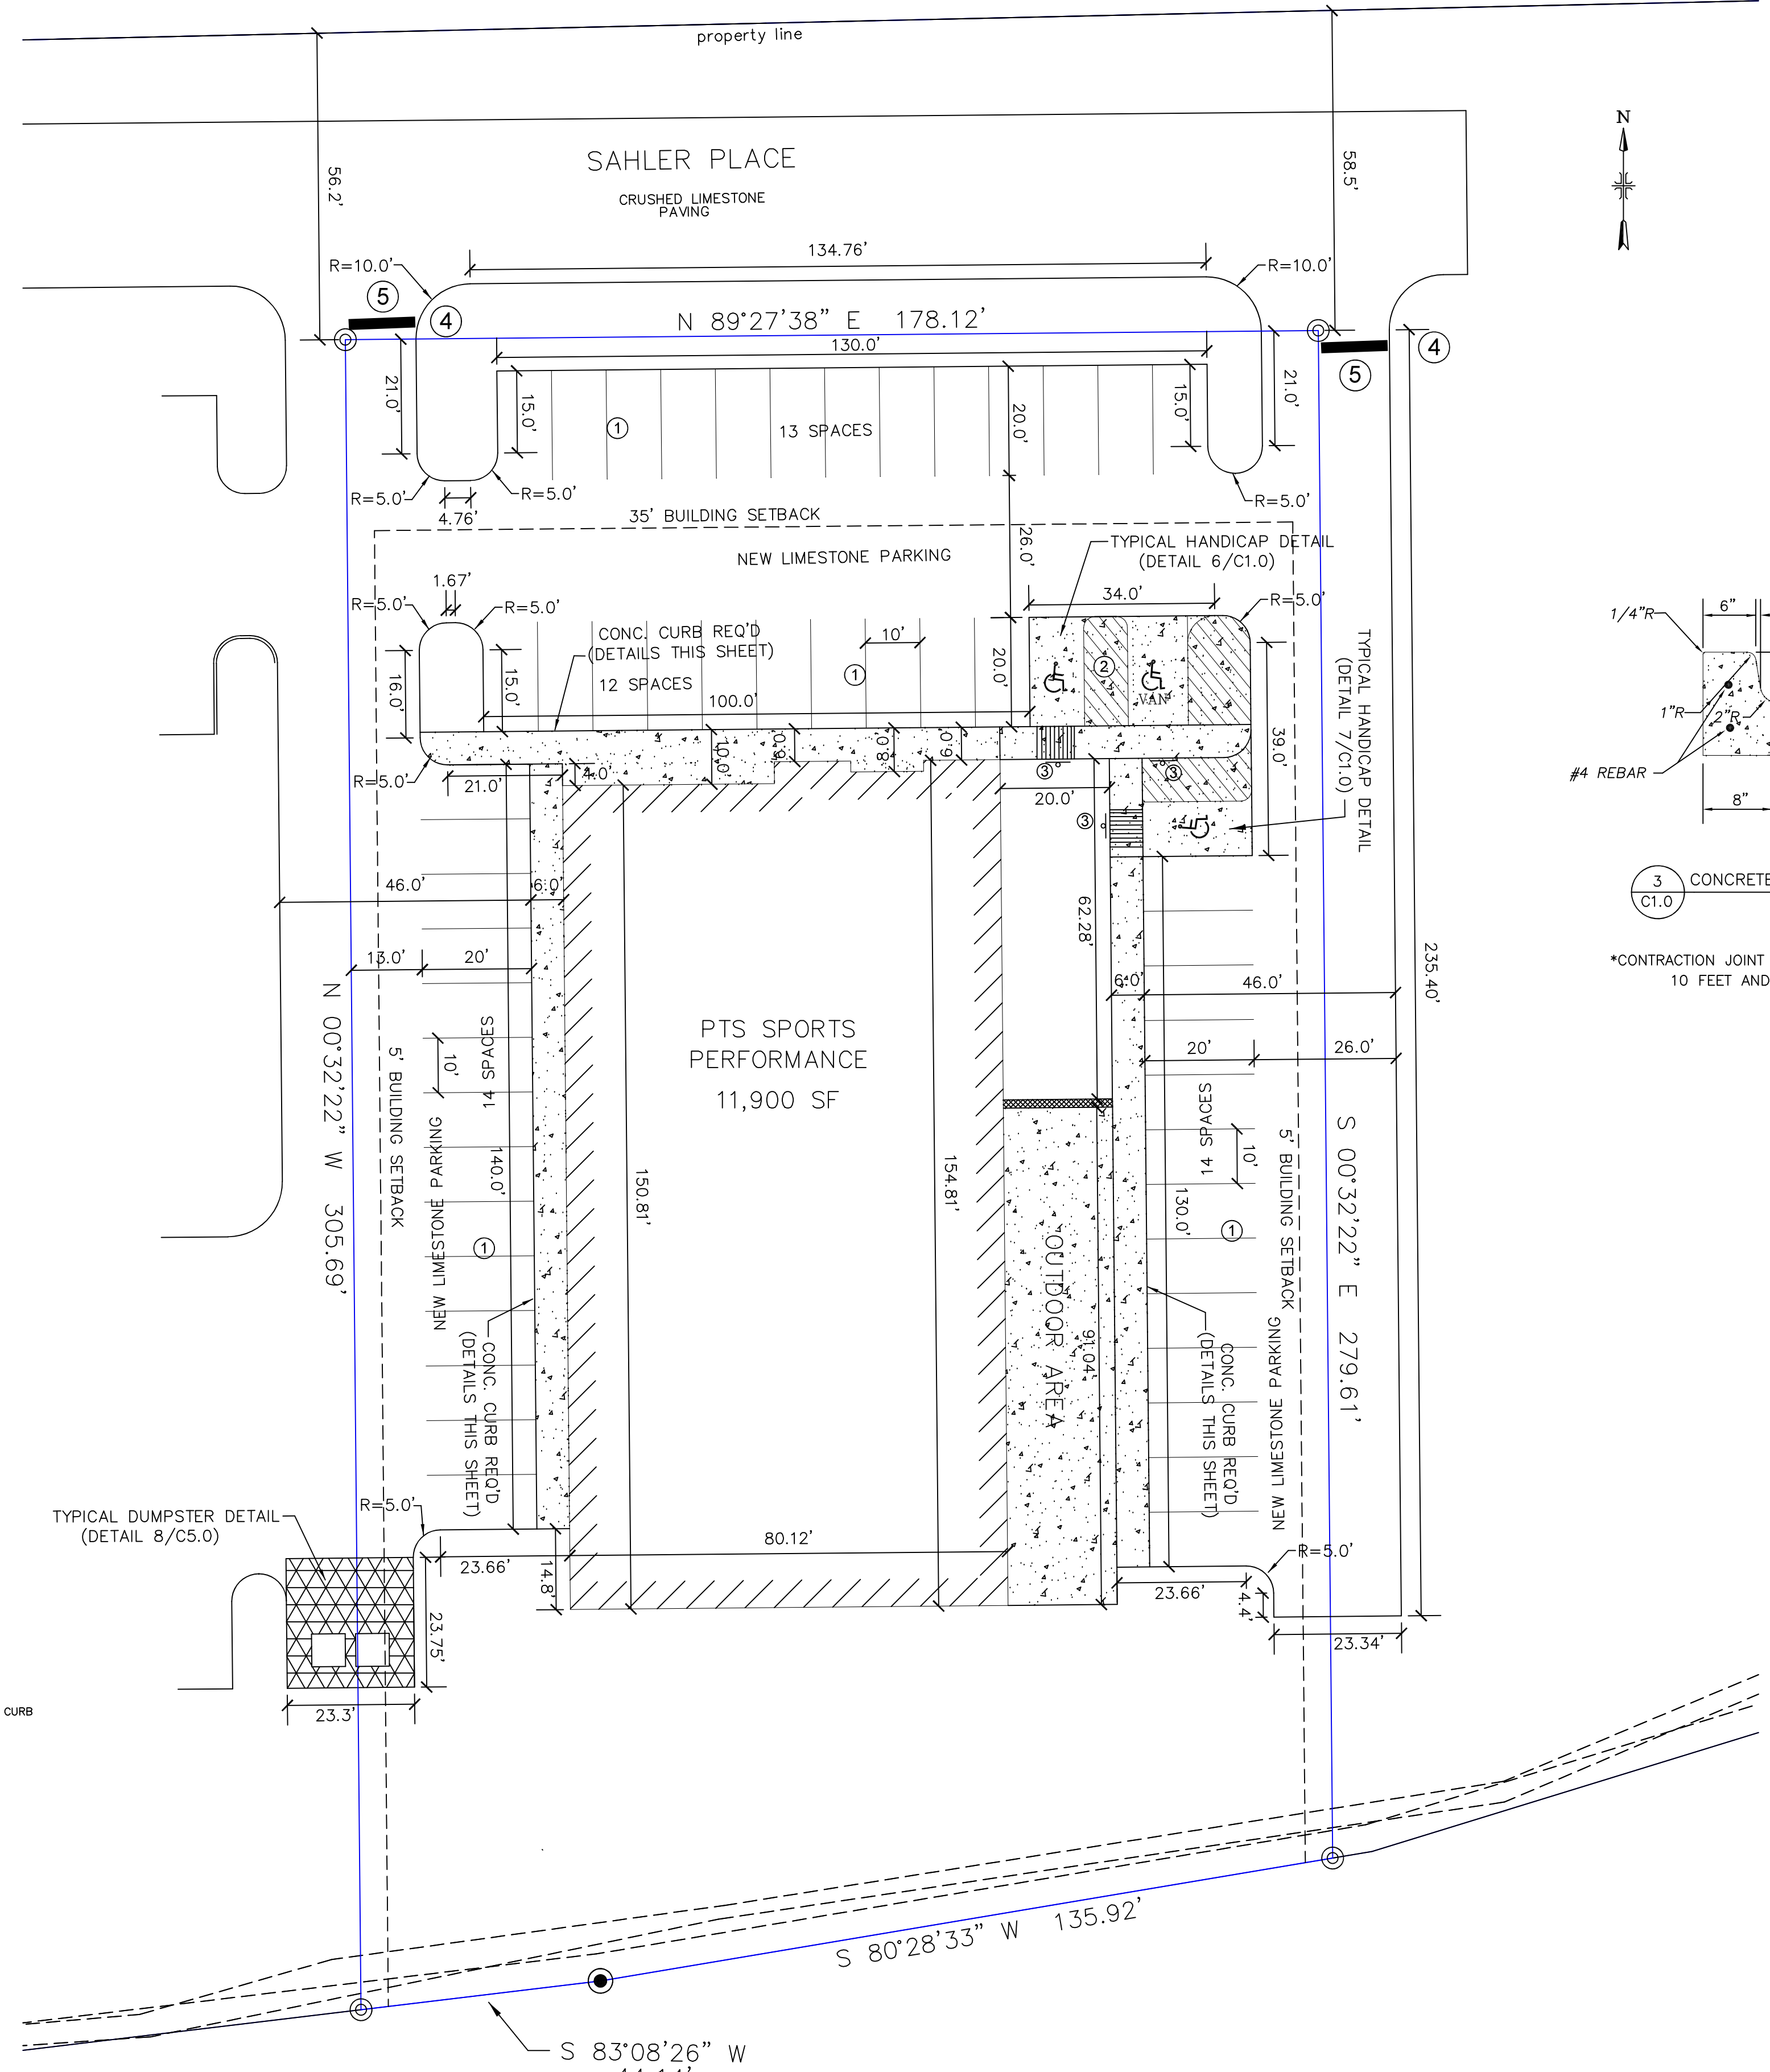 property line
N
SAHLER PLACE
CRUSHED LIMESTONE
PAVING
56.2'
58.5'
134.76'
R=10.0'
R=10.0'
5
4
N 89°27'38" E 178.12'
130.0'
4
5
21.0'
15.0'
1
13 SPACES
20.0'
15.0'
21.0'
R=5.0'
R=5.0'
4.76'
R=5.0'
35' BUILDING SETBACK
26.0'
NEW LIMESTONE PARKING
TYPICAL HANDICAP DETAIL
(DETAIL 6/C1.0)
1.67'
R=5.0'
R=5.0'
34.0'
R=5.0'
CONC. CURB REQ'D
(DETAILS THIS SHEET)
12 SPACES
10'
1
20.0'
2
VAN
16.0'
15.0'
100.0'
TYPICAL HANDICAP DETAIL
(DETAIL 7/C1.0)
1/4"R
6"
1"R
2"R
#4 REBAR
8"
10.0'
6.0'
8.0'
6.0'
39.0'
R=5.0'
21.0'
4.0'
3
3
20.0'
3
3
C1.0
CONCRETE
*CONTRACTION JOINT
10 FEET AND
46.0'
6.0'
62.28'
13.0'
20'
6.0'
46.0'
235.40'
N 00°32'22" W 305.69'
5' BUILDING SETBACK
14 SPACES
10'
NEW LIMESTONE PARKING
140.0'
1
PTS SPORTS
PERFORMANCE
11,900 SF
150.81'
154.81'
20'
26.0'
14 SPACES
10'
130.0'
1
5' BUILDING SETBACK
NEW LIMESTONE PARKING
S 00°32'22" E 279.61'
OUTDOOR AREA
91.04'
CONC. CURB REQ'D
(DETAILS THIS SHEET)
CONC. CURB REQ'D
(DETAILS THIS SHEET)
TYPICAL DUMPSTER DETAIL
(DETAIL 8/C5.0)
R=5.0'
23.66'
14.8'
80.12'
R=5.0'
23.66'
4.4'
23.34'
23.75'
23.3'
CURB
S 80°28'33" W 135.92'
S 83°08'26" W